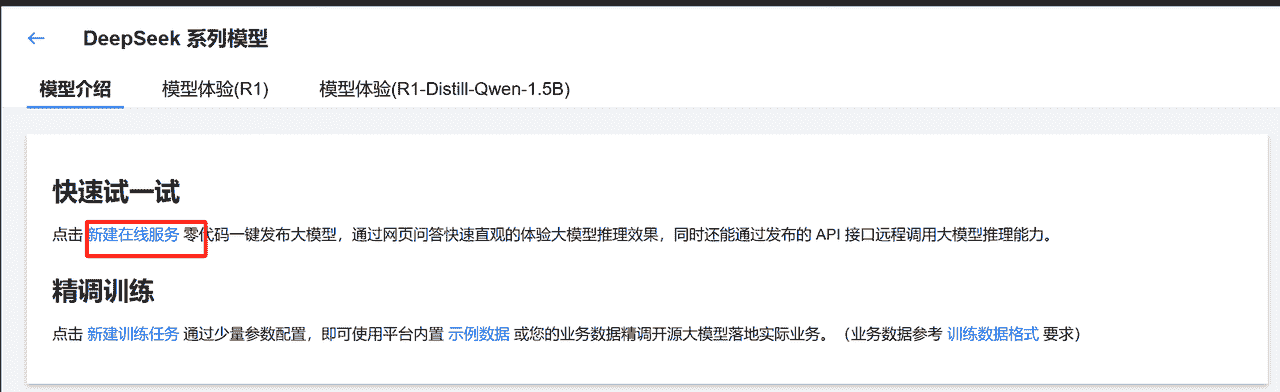 DeepSeek 系列模型
模型介绍 模型体验(R1) 模型体验(R1-Distill-Qwen-1.5B)
快速试一试
点击 新建在线服务 零代码一键发布大模型，通过网页问答快速直观的体验大模型推理效果，同时还能通过发布的 API 接口远程调用大模型推理能力。
精调训练
点击 新建训练任务 通过少量参数配置，即可使用平台内置 示例数据 或您的业务数据精调开源大模型落地实际业务。（业务数据参考 训练数据格式 要求）